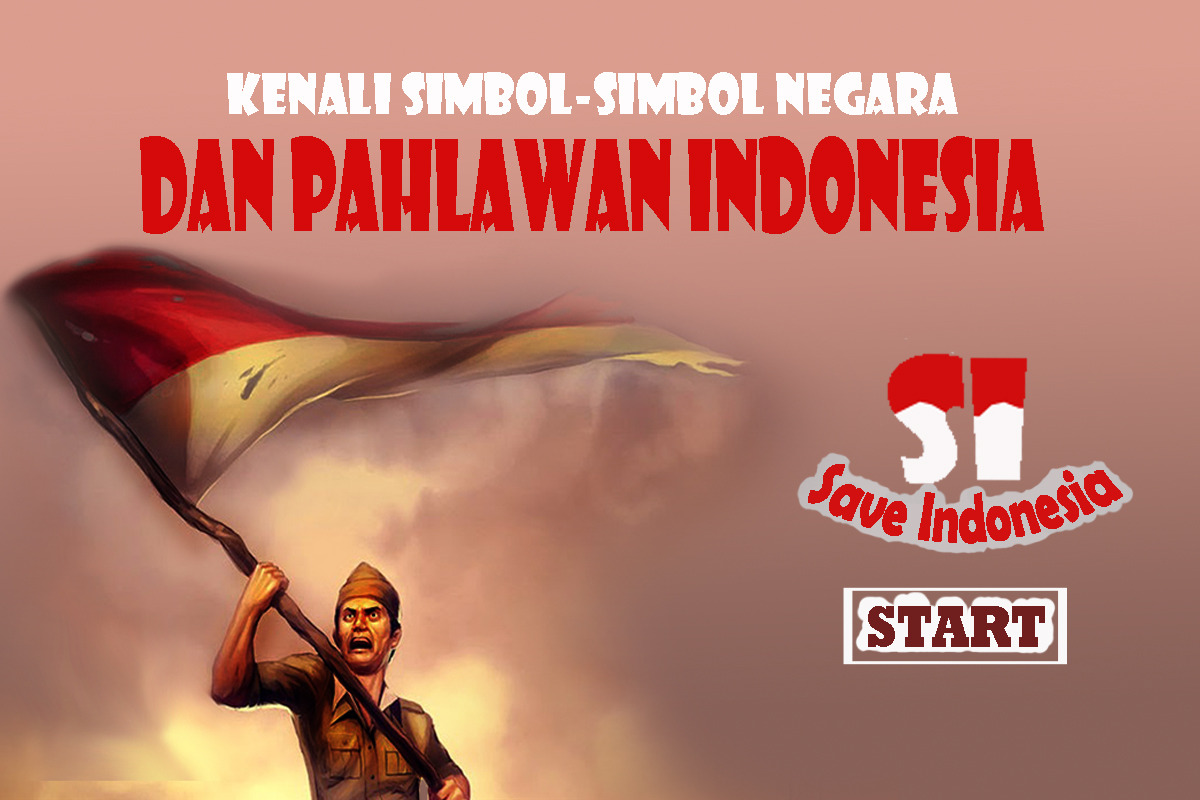 KENALI SIMBOL-SIMBOL NEGARA
DAN PAHLAWAN INDONESIA
SI
Save Indonesia
START